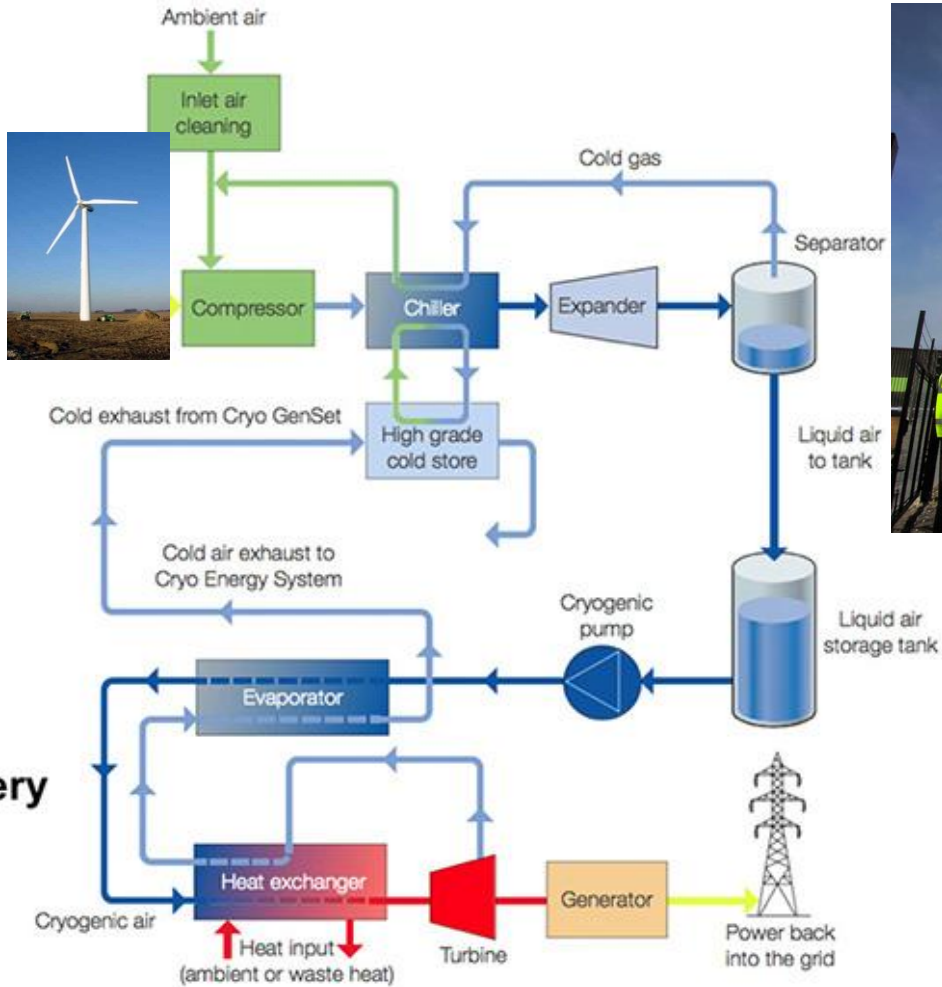 Ambient air
Inlet air
cleaning
Cold gas
Separator
Compressor
Chiller
Expander
Cold exhaust from Cryo GenSet
High grade
cold store
Liquid air
to tank
Cold air exhaust to
Cryo Energy System
Cryogenic
pump
Liquid air
storage tank
Evaporator
ery
Heat exchanger
Generator
Cryogenic air
Heat input
(ambient or waste heat)
Turbine
Power back
into the grid